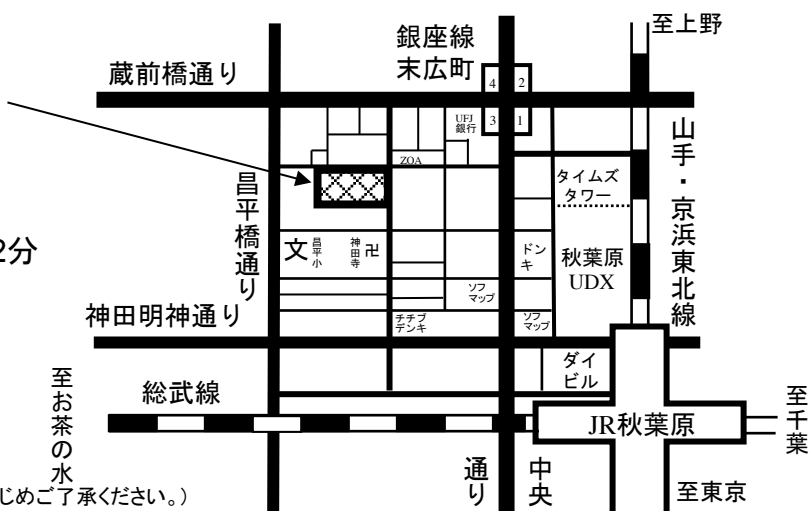 至上野
銀座線
末広町
蔵前橋通り
4
2
3
1
UFJ
銀行
ZOA
山手・京浜東北線
昌平橋通り
タイムズ
タワー
2分
文
昌平小
神田寺
卍
ドンキ
秋葉原
UDX
ソフ
マップ
神田明神通り
チチブ
デンキ
ソフ
マップ
ダイ
ビル
至お茶の水
総武線
JR秋葉原
至千葉
中央
通り
至東京
じめご了承ください。）